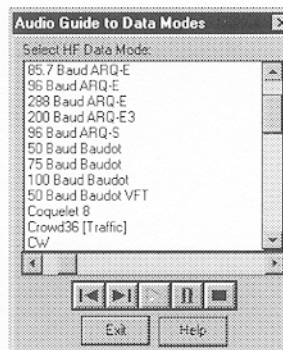 Audio Guide to Data Modes
Select HF Data Mode:
85.7 Baud ARQ-E
96 Baud ARQ-E
288 Baud ARQ-E
200 Baud ARQ-E3
96 Baud ARQ-S
50 Baud Baudot
75 Baud Baudot
100 Baud Baudot
50 Baud Baudot VFT
Coquelet 8
Crowd36 [Traffic]
CW
Exit
Help